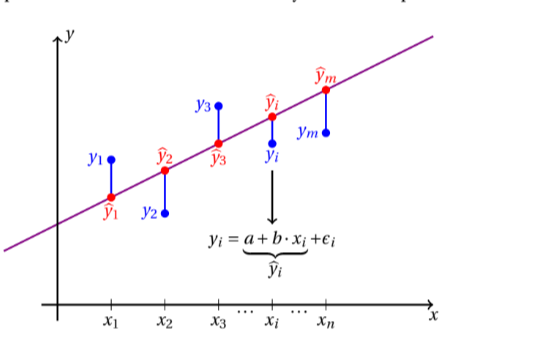 y
ŷₘ
y₃ ŷᵢ
yₘ
y₁ ŷ₂ ŷ₃ yᵢ
ŷ₁ y₂
yᵢ = a + b · xᵢ + ϵᵢ
ŷᵢ
x₁ x₂ x₃ ⋯ xᵢ ⋯ xₙ x